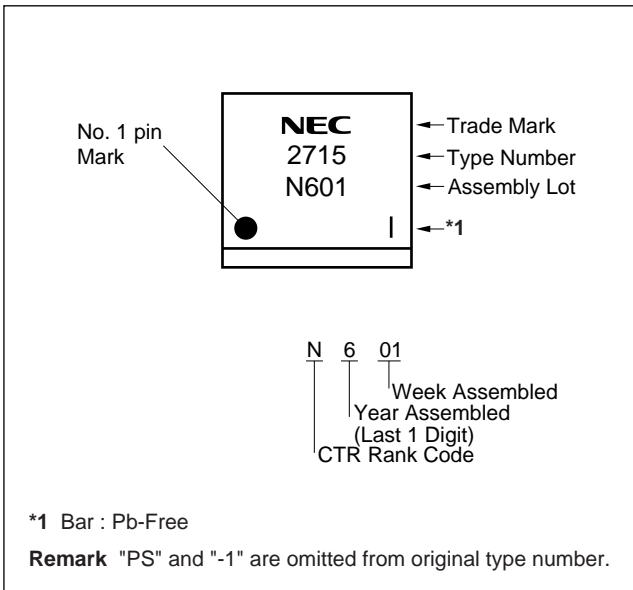 No. 1 pin
Mark
NEC
2715
N601
Trade Mark
Type Number
Assembly Lot
*1
N 6 01
Week Assembled
Year Assembled
(Last 1 Digit)
CTR Rank Code
*1 Bar : Pb-Free
Remark "PS" and "-1" are omitted from original type number.